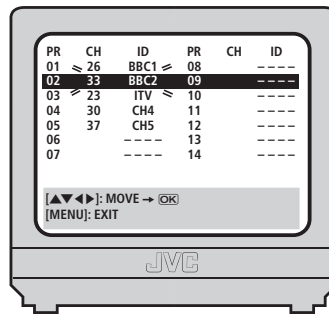 PR CH ID PR CH ID
01 26 BBC1 08 ----
02 33 BBC2 09 ----
03 23 ITV 10 ----
04 30 CH4 11 ----
05 37 CH5 12 ----
06 ---- 13 ----
07 ---- 14 ----
[▲▼◀▶]: MOVE → OK
[MENU]: EXIT
JVC